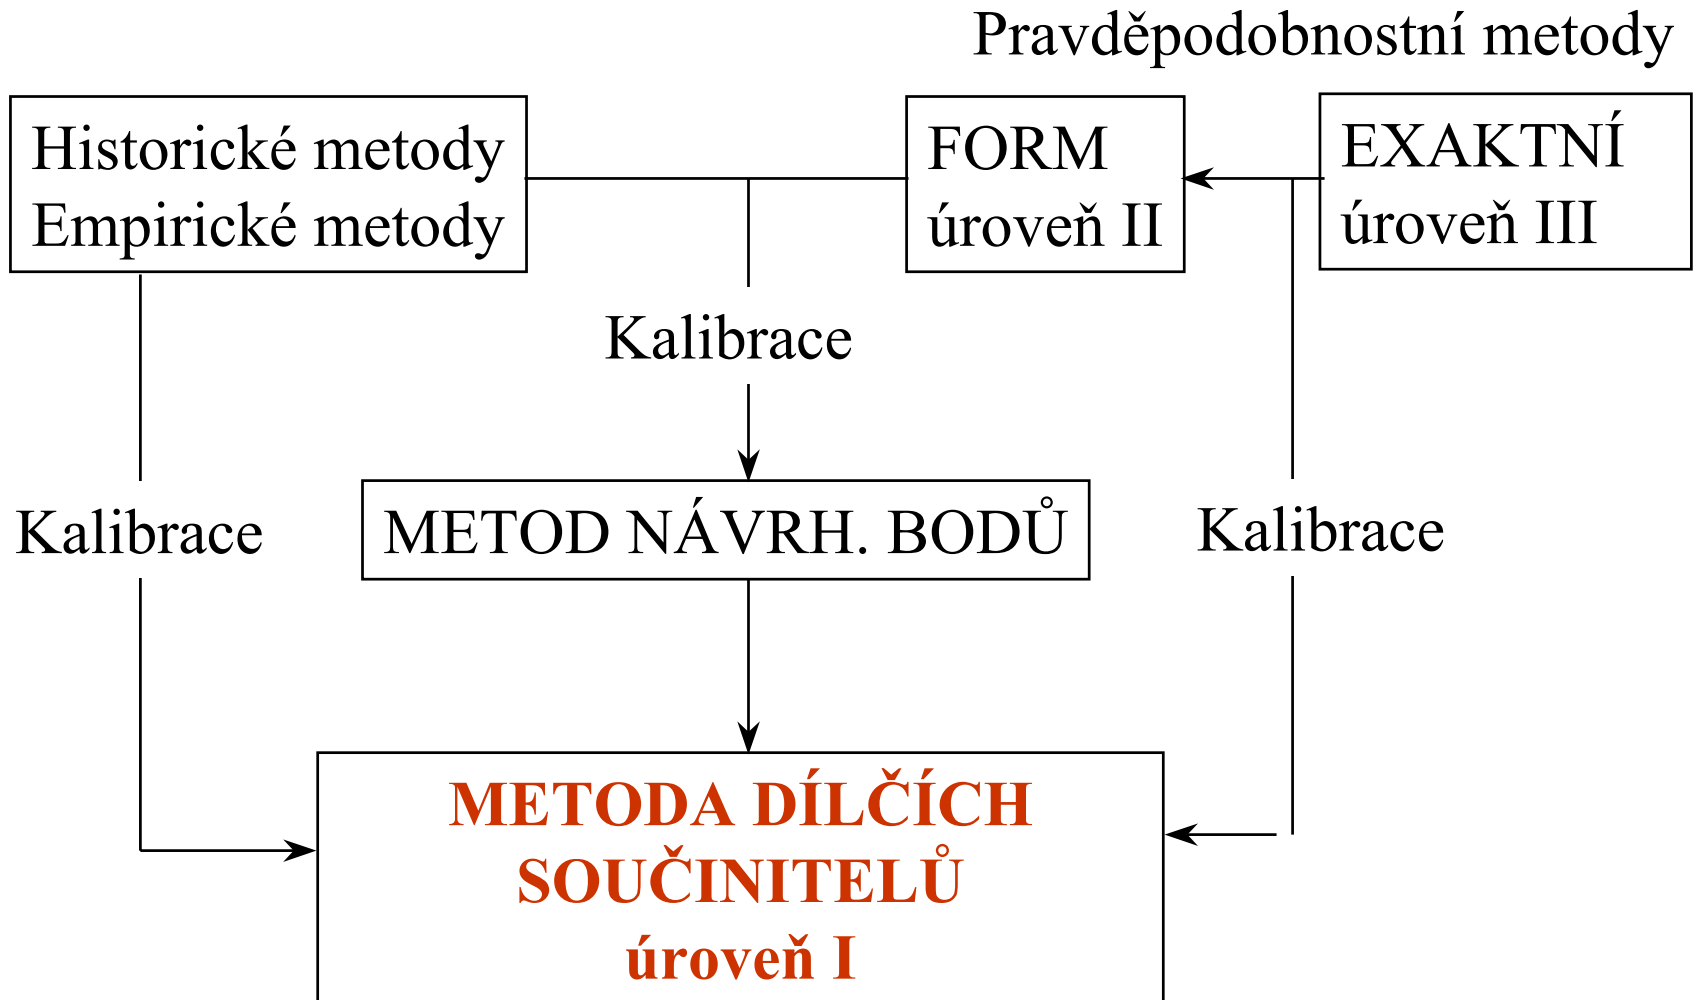 Pravděpodobnostní metody
Historické metody
Empirické metody
FORM
úroveň II
EXAKTNÍ
úroveň III
Kalibrace
Kalibrace
METOD NÁVRH. BODŮ
Kalibrace
METODA DÍLČÍCH
SOUČINITELŮ
úroveň I